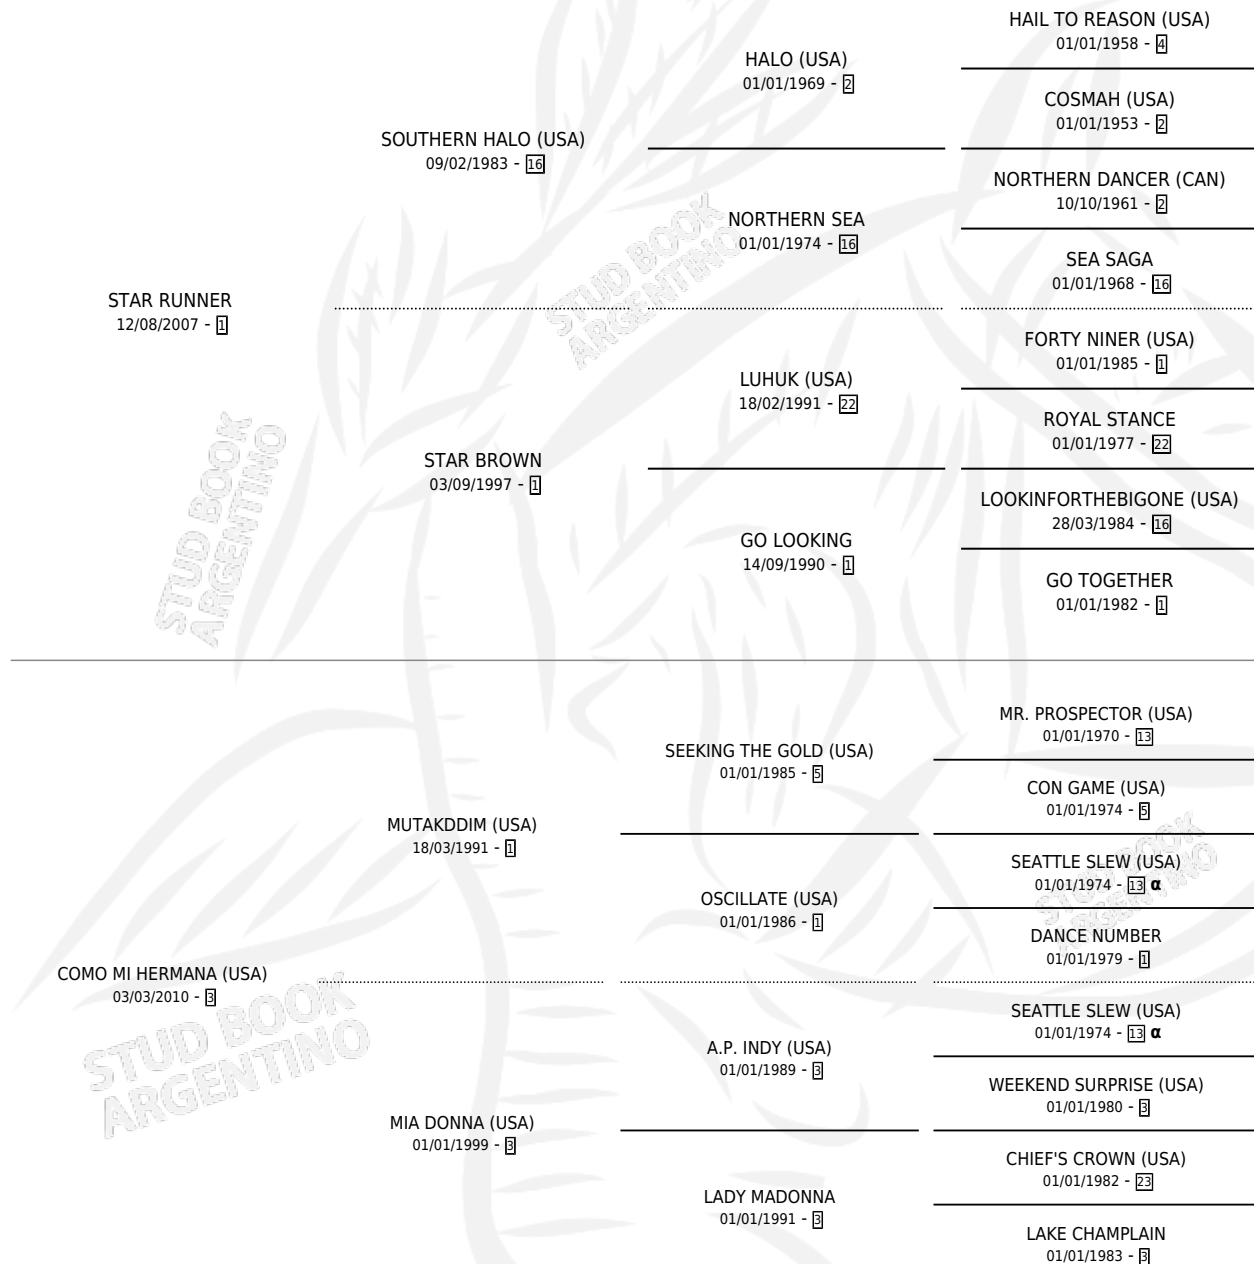 HAIL TO REASON (USA)
01/01/1958 - 4
HALO (USA)
01/01/1969 - 2
COSMAH (USA)
01/01/1953 - 2
SOUTHERN HALO (USA)
09/02/1983 - 16
NORTHERN DANCER (CAN)
10/10/1961 - 2
NORTHERN SEA
01/01/1974 - 16
SEA SAGA
01/01/1968 - 16
STAR RUNNER
12/08/2007 - 1
FORTY NINER (USA)
01/01/1985 - 1
LUHUK (USA)
18/02/1991 - 22
ROYAL STANCE
01/01/1977 - 22
STAR BROWN
03/09/1997 - 1
LOOKINFORTHEBIGONE (USA)
28/03/1984 - 16
GO LOOKING
14/09/1990 - 1
GO TOGETHER
01/01/1982 - 1
STUD BOOK
ARGENTINO
STUD BOOK
ARGENTINO
MR. PROSPECTOR (USA)
01/01/1970 - 13
SEEKING THE GOLD (USA)
01/01/1985 - 5
CON GAME (USA)
01/01/1974 - 5
MUTAKDDIM (USA)
18/03/1991 - 1
SEATTLE SLEW (USA)
01/01/1974 - 13 α
OSCILLATE (USA)
01/01/1986 - 1
DANCE NUMBER
01/01/1979 - 1
COMO MI HERMANA (USA)
03/03/2010 - 3
SEATTLE SLEW (USA)
01/01/1974 - 13 α
A.P. INDY (USA)
01/01/1989 - 3
WEEKEND SURPRISE (USA)
01/01/1980 - 3
MIA DONNA (USA)
01/01/1999 - 3
CHIEF'S CROWN (USA)
01/01/1982 - 23
LADY MADONNA
01/01/1991 - 3
LAKE CHAMPLAIN
01/01/1983 - 3
STUD BOOK
ARGENTINO
STUD BOOK
ARGENTINO